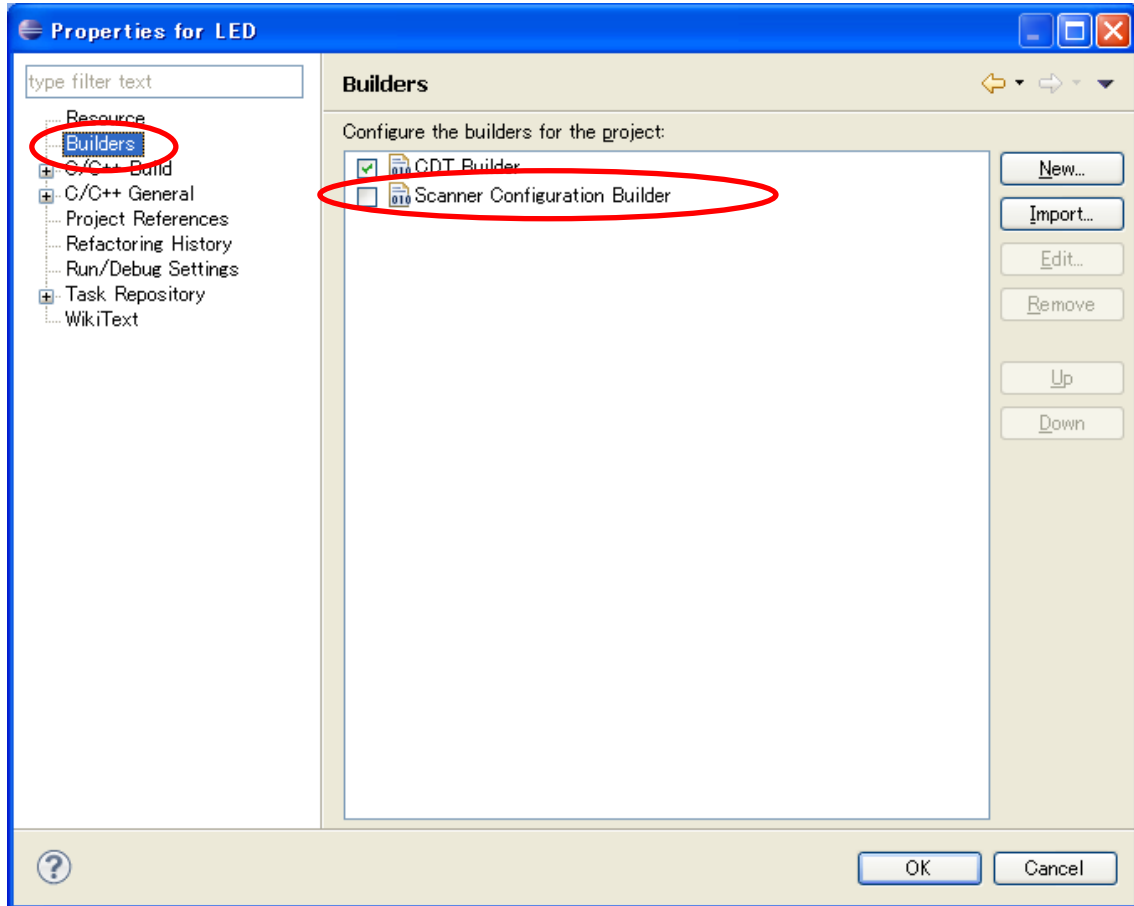 Properties for LED
type filter text
Resource
Builders
C/C++ Build
C/C++ General
Project References
Refactoring History
Run/Debug Settings
Task Repository
WikiText
Builders
Configure the builders for the project:
CDT Builder
Scanner Configuration Builder
New...
Import...
Edit...
Remove
Up
Down
?
OK
Cancel